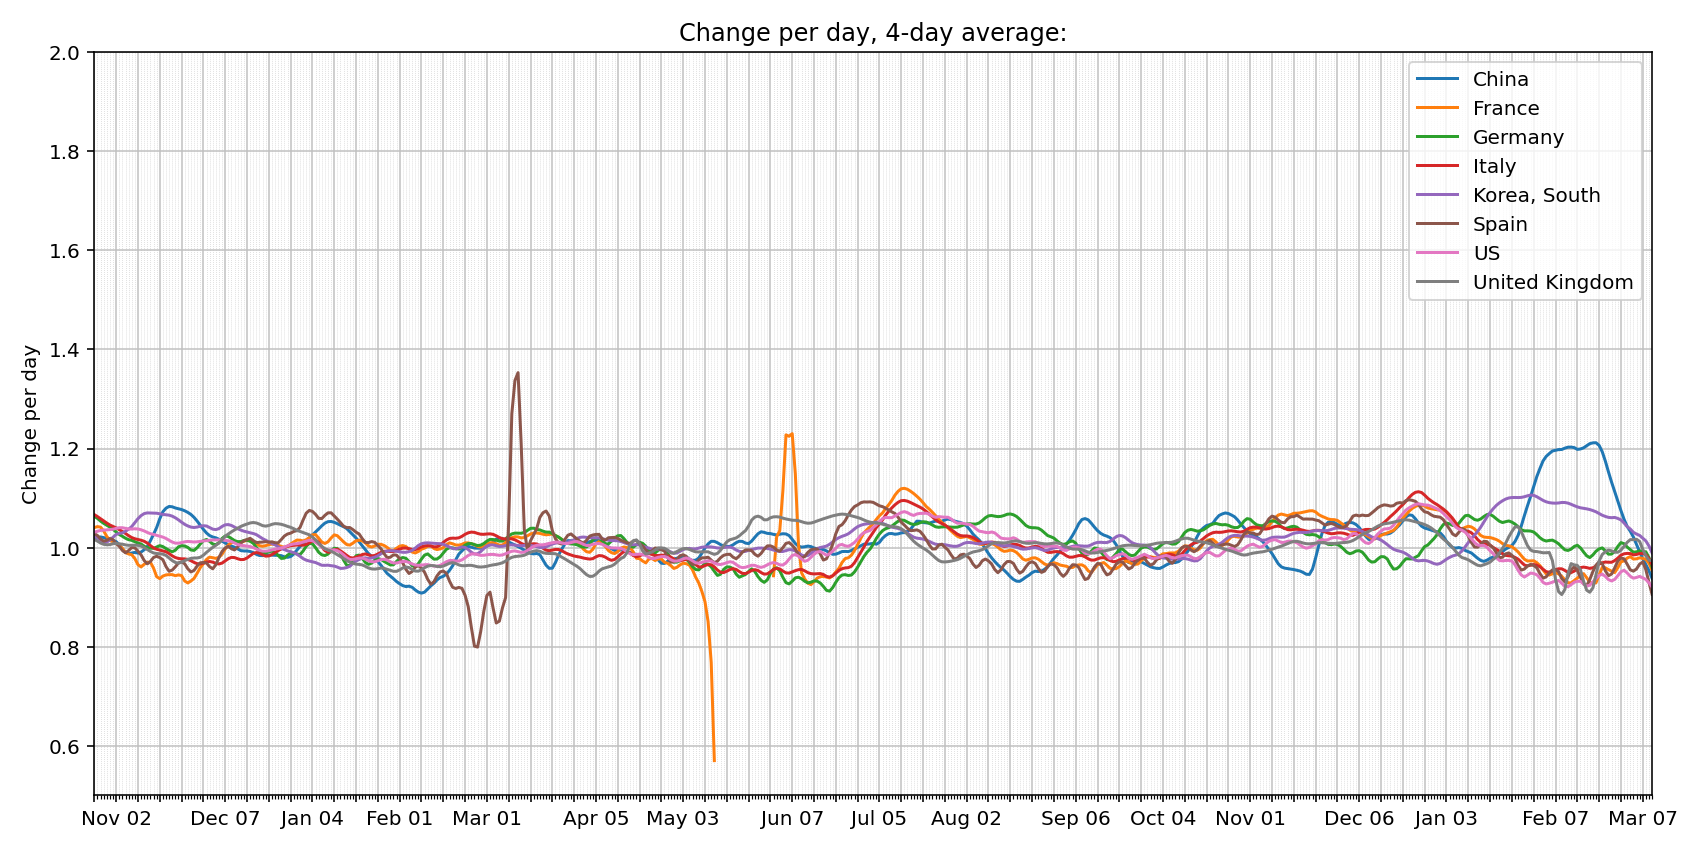 Change per day, 4-day average:
2.0
1.8
1.6
1.4
1.2
1.0
0.8
0.6
Change per day
China
France
Germany
Italy
Korea, South
Spain
US
United Kingdom
Nov 02 Dec 07 Jan 04 Feb 01 Mar 01 Apr 05 May 03 Jun 07 Jul 05 Aug 02 Sep 06 Oct 04 Nov 01 Dec 06 Jan 03 Feb 07 Mar 07